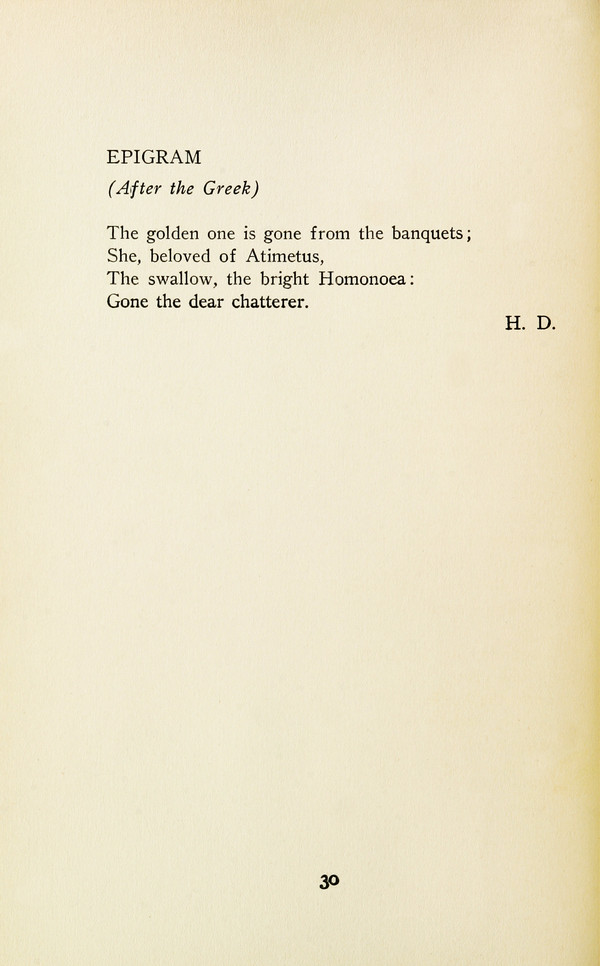 EPIGRAM
(After the Greek)
The golden one is gone from the banquets;
She, beloved of Atimetus,
The swallow, the bright Homonoea:
Gone the dear chatterer.
H. D.
30